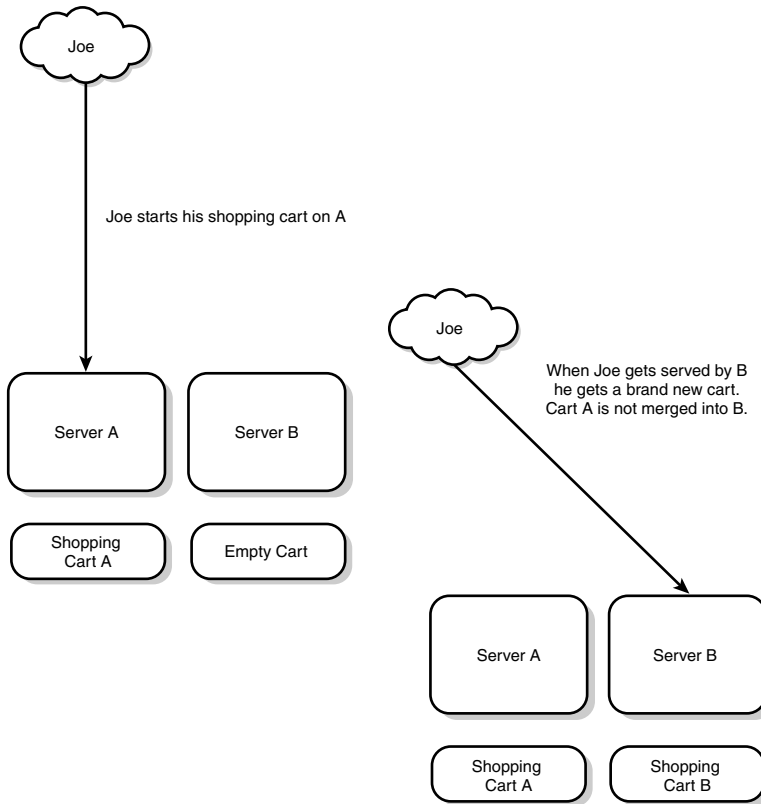 Joe
Joe starts his shopping cart on A
Server A
Server B
Shopping
Cart A
Empty Cart
Joe
When Joe gets served by B
he gets a brand new cart.
Cart A is not merged into B.
Server A
Server B
Shopping
Cart A
Shopping
Cart B